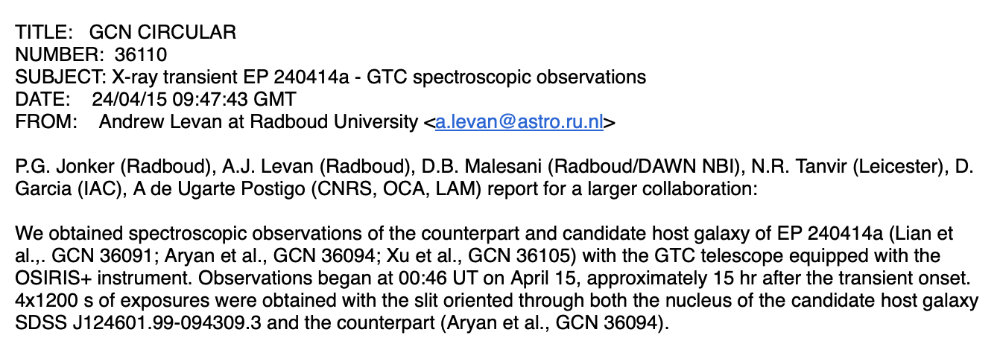 TITLE: GCN CIRCULAR
NUMBER: 36110
SUBJECT: X-ray transient EP 240414a - GTC spectroscopic observations
DATE: 24/04/15 09:47:43 GMT
FROM: Andrew Levan at Radboud University <a.levan@astro.ru.nl>
P.G. Jonker (Radboud), A.J. Levan (Radboud), D.B. Malesani (Radboud/DAWN NBI), N.R. Tanvir (Leicester), D.
Garcia (IAC), A de Ugarte Postigo (CNRS, OCA, LAM) report for a larger collaboration:
We obtained spectroscopic observations of the counterpart and candidate host galaxy of EP 240414a (Lian et
al.,. GCN 36091; Aryan et al., GCN 36094; Xu et al., GCN 36105) with the GTC telescope equipped with the
OSIRIS+ instrument. Observations began at 00:46 UT on April 15, approximately 15 hr after the transient onset.
4x1200 s of exposures were obtained with the slit oriented through both the nucleus of the candidate host galaxy
SDSS J124601.99-094309.3 and the counterpart (Aryan et al., GCN 36094).